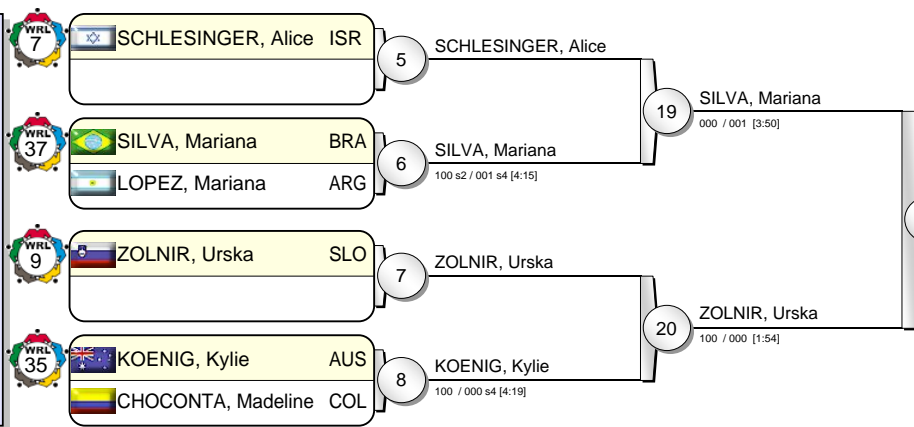 WRL
7
SCHLESINGER, Alice ISR
5
SCHLESINGER, Alice
19
SILVA, Mariana
000 / 001 [3:50]
WRL
37
SILVA, Mariana BRA
LOPEZ, Mariana ARG
6
SILVA, Mariana
100 s2 / 001 s4 [4:15]
WRL
9
ZOLNIR, Urska SLO
7
ZOLNIR, Urska
20
ZOLNIR, Urska
100 / 000 [1:54]
WRL
35
KOENIG, Kylie AUS
CHOCONTA, Madeline COL
8
KOENIG, Kylie
100 / 000 s4 [4:19]